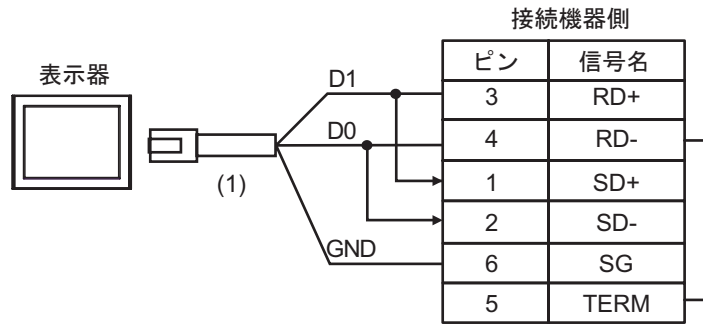 接続機器側
表示器
ピン 信号名
D1
3 RD+
D0
4 RD-
(1)
1 SD+
2 SD-
GND
6 SG
5 TERM